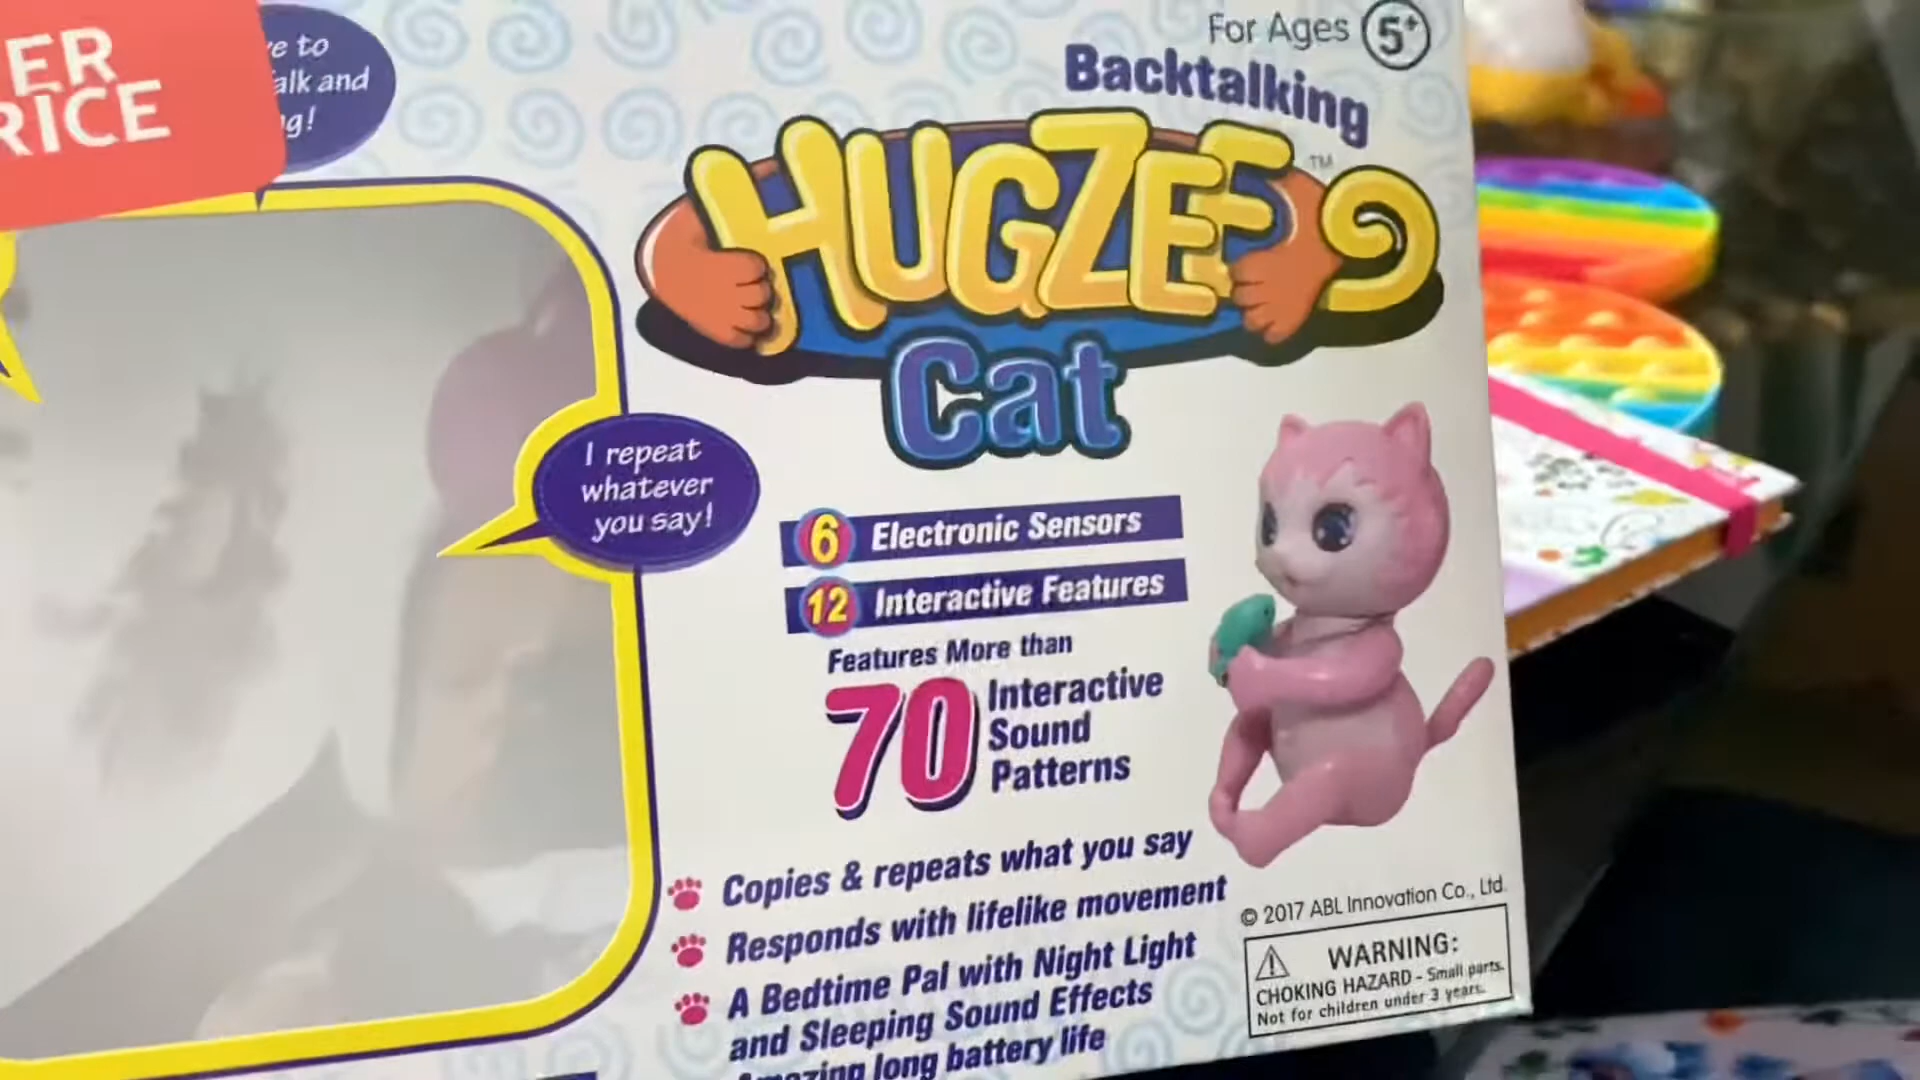 For Ages 5+
Backtalking
HUGZEE™
Cat
ER
RICE
e to
alk and
g!
I repeat
whatever
you say!
6 Electronic Sensors
12 Interactive Features
Features More than
70 Interactive
Sound
Patterns
Copies & repeats what you say
Responds with lifelike movement
A Bedtime Pal with Night Light
and Sleeping Sound Effects
Amazing long battery life
© 2017 ABL Innovation Co., Ltd.
WARNING:
CHOKING HAZARD - Small parts.
Not for children under 3 years.